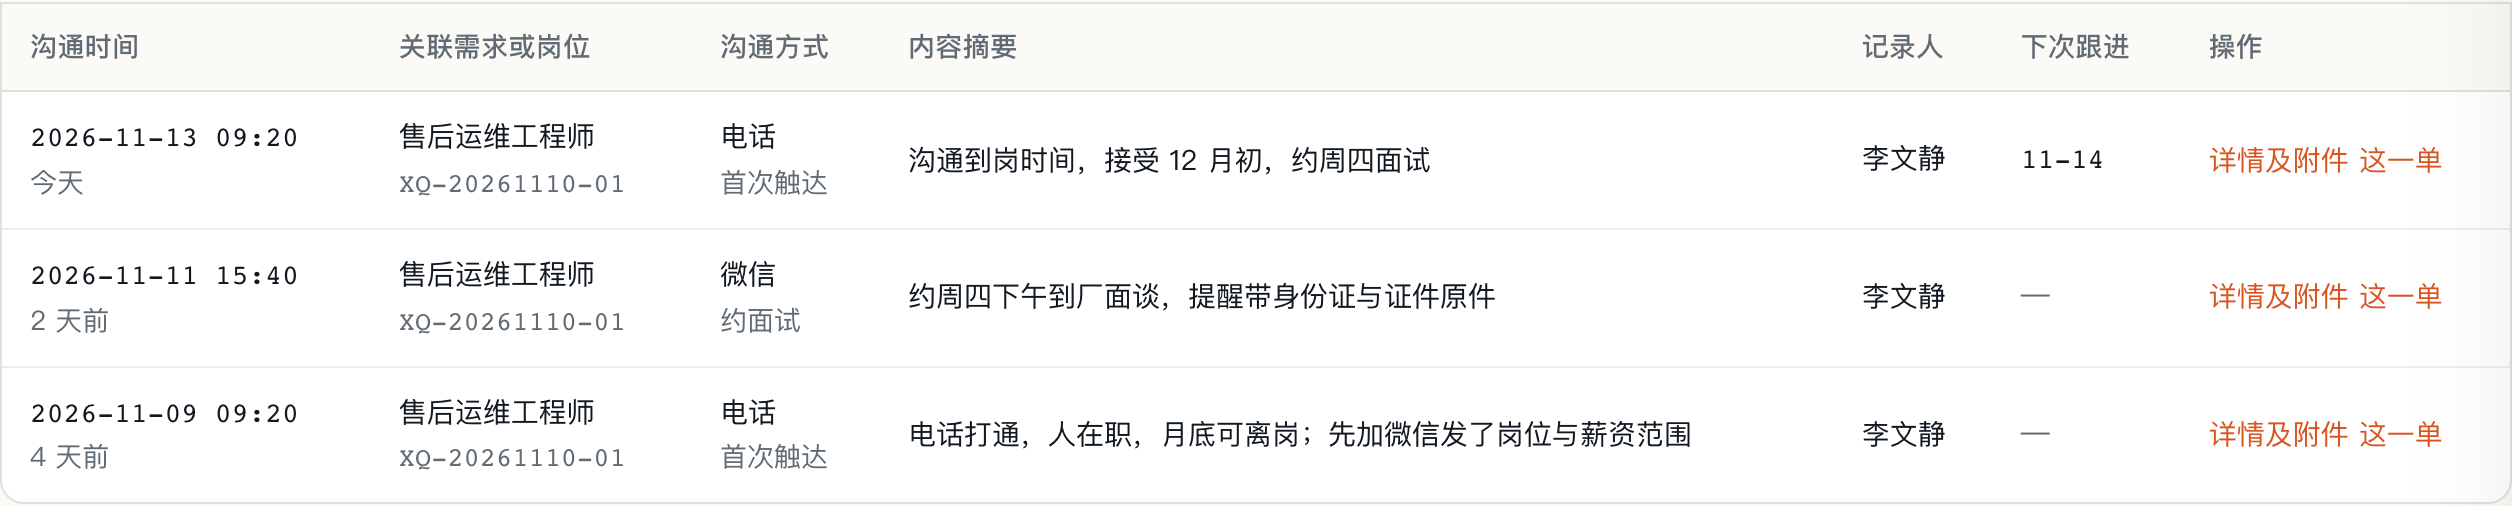 沟通时间 关联需求或岗位 沟通方式 内容摘要 记录人 下次跟进 操作
2026-11-13 09:20 售后运维工程师 电话 沟通到岗时间，接受 12 月初，约周四面试 李文静 11-14 详情及附件 这一单
今天 XQ-20261110-01 首次触达
2026-11-11 15:40 售后运维工程师 微信 约周四下午到厂面谈，提醒带身份证与证件原件 李文静 — 详情及附件 这一单
2 天前 XQ-20261110-01 约面试
2026-11-09 09:20 售后运维工程师 电话 电话打通，人在职，月底可离岗；先加微信发了岗位与薪资范围 李文静 — 详情及附件 这一单
4 天前 XQ-20261110-01 首次触达